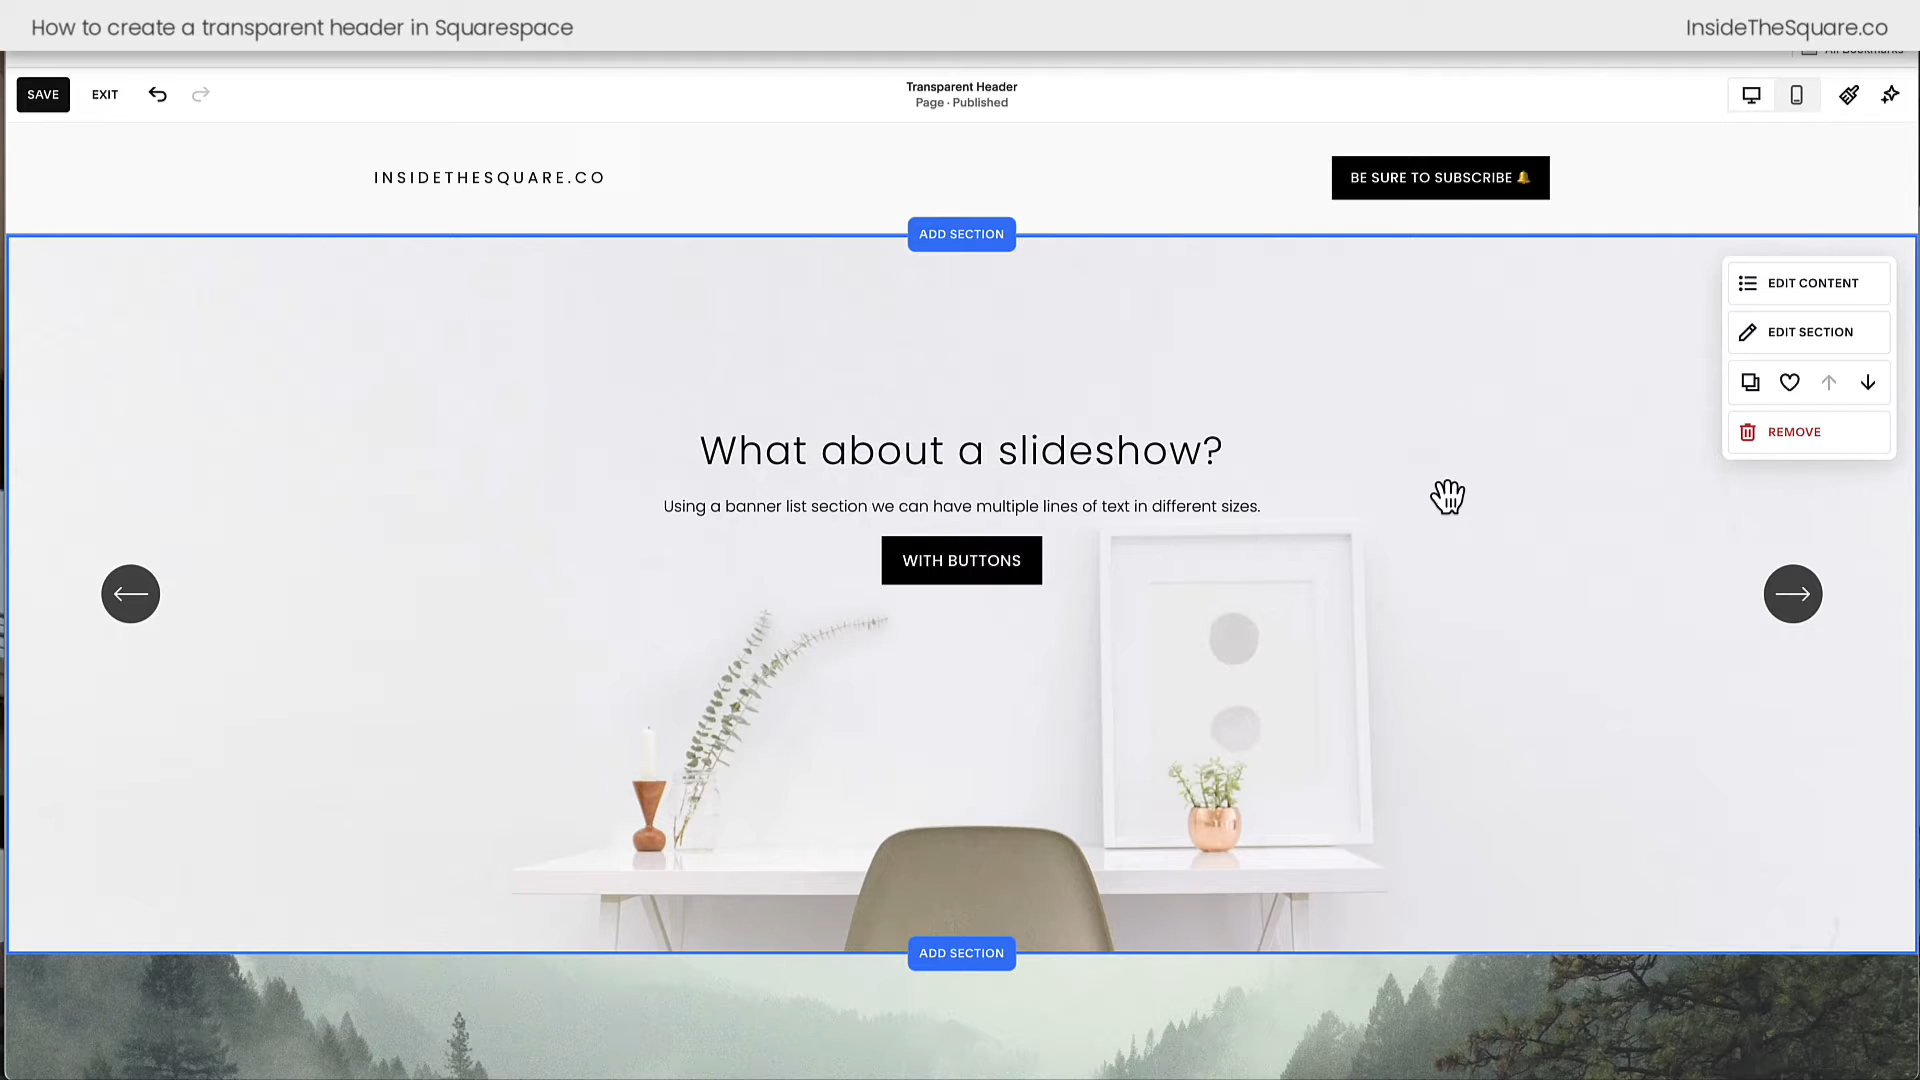 How to create a transparent header in Squarespace
InsideTheSquare.co
All Bookmarks
SAVE
EXIT
Transparent Header
Page · Published
INSIDETHESQUARE.CO
BE SURE TO SUBSCRIBE 🔔
ADD SECTION
EDIT CONTENT
EDIT SECTION
REMOVE
What about a slideshow?
Using a banner list section we can have multiple lines of text in different sizes.
WITH BUTTONS
ADD SECTION